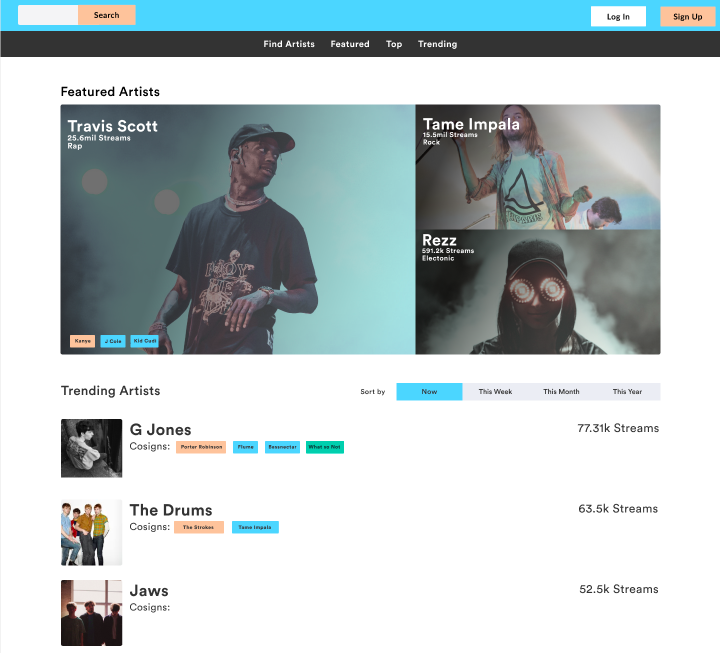 Search
Log In
Sign Up
Find Artists
Featured
Top
Trending
Featured Artists
Travis Scott
25.6mil Streams
Rap
Kanye
J Cole
Kid Cudi
Tame Impala
15.5mil Streams
Rock
Rezz
591.2k Streams
Electonic
Trending Artists
Sort by
Now
This Week
This Month
This Year
G Jones
77.31k Streams
Cosigns:
Porter Robinson
Flume
Bassnectar
What so Not
The Drums
63.5k Streams
Cosigns:
The Strokes
Tame Impala
Jaws
52.5k Streams
Cosigns: